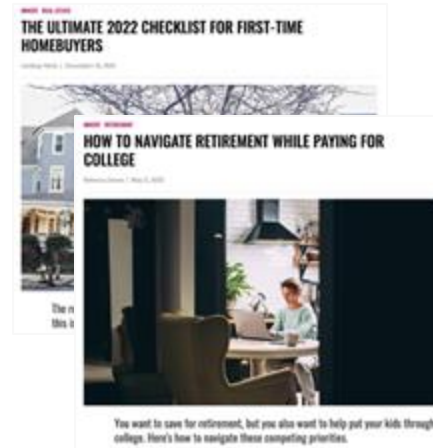 THE ULTIMATE 2022 CHECKLIST FOR FIRST-TIME
HOMEBUYERS
HOW TO NAVIGATE RETIREMENT WHILE PAYING FOR
COLLEGE
You want to save for retirement, but you also want to help put your kids through
college. Here's how to navigate these competing priorities.